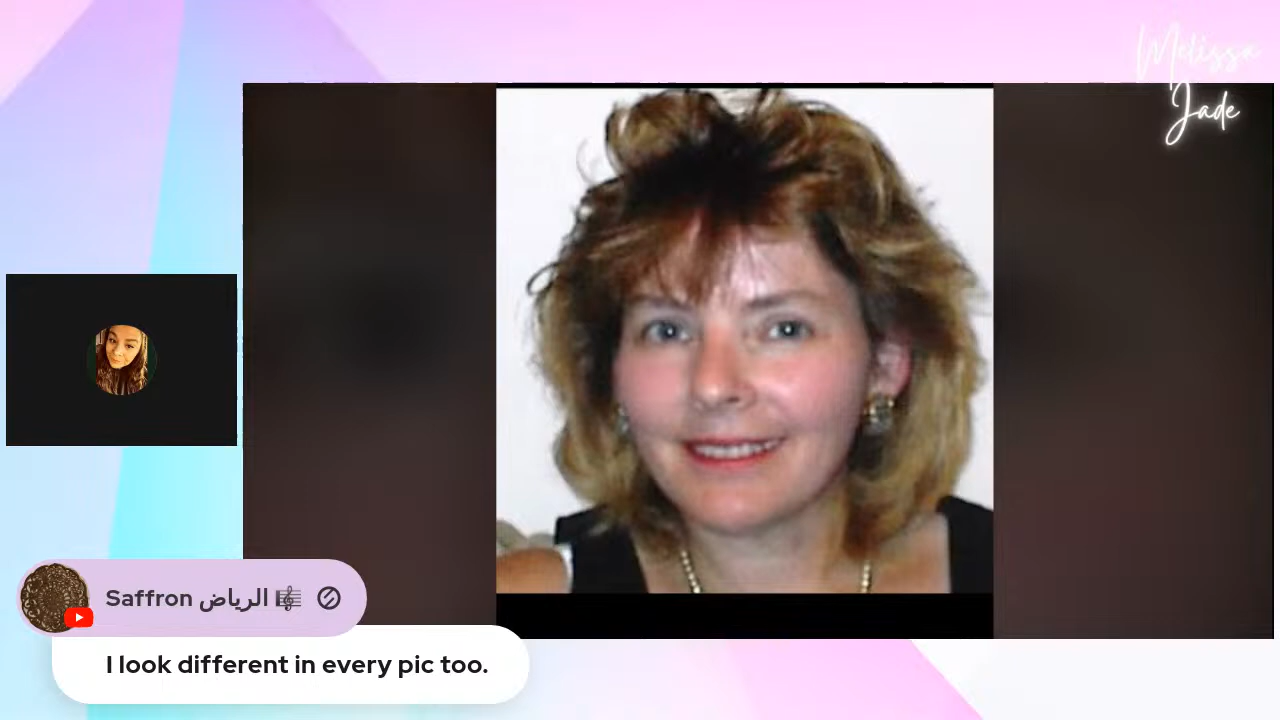 Melissa
Jade
Saffron الرياض 🎼
I look different in every pic too.